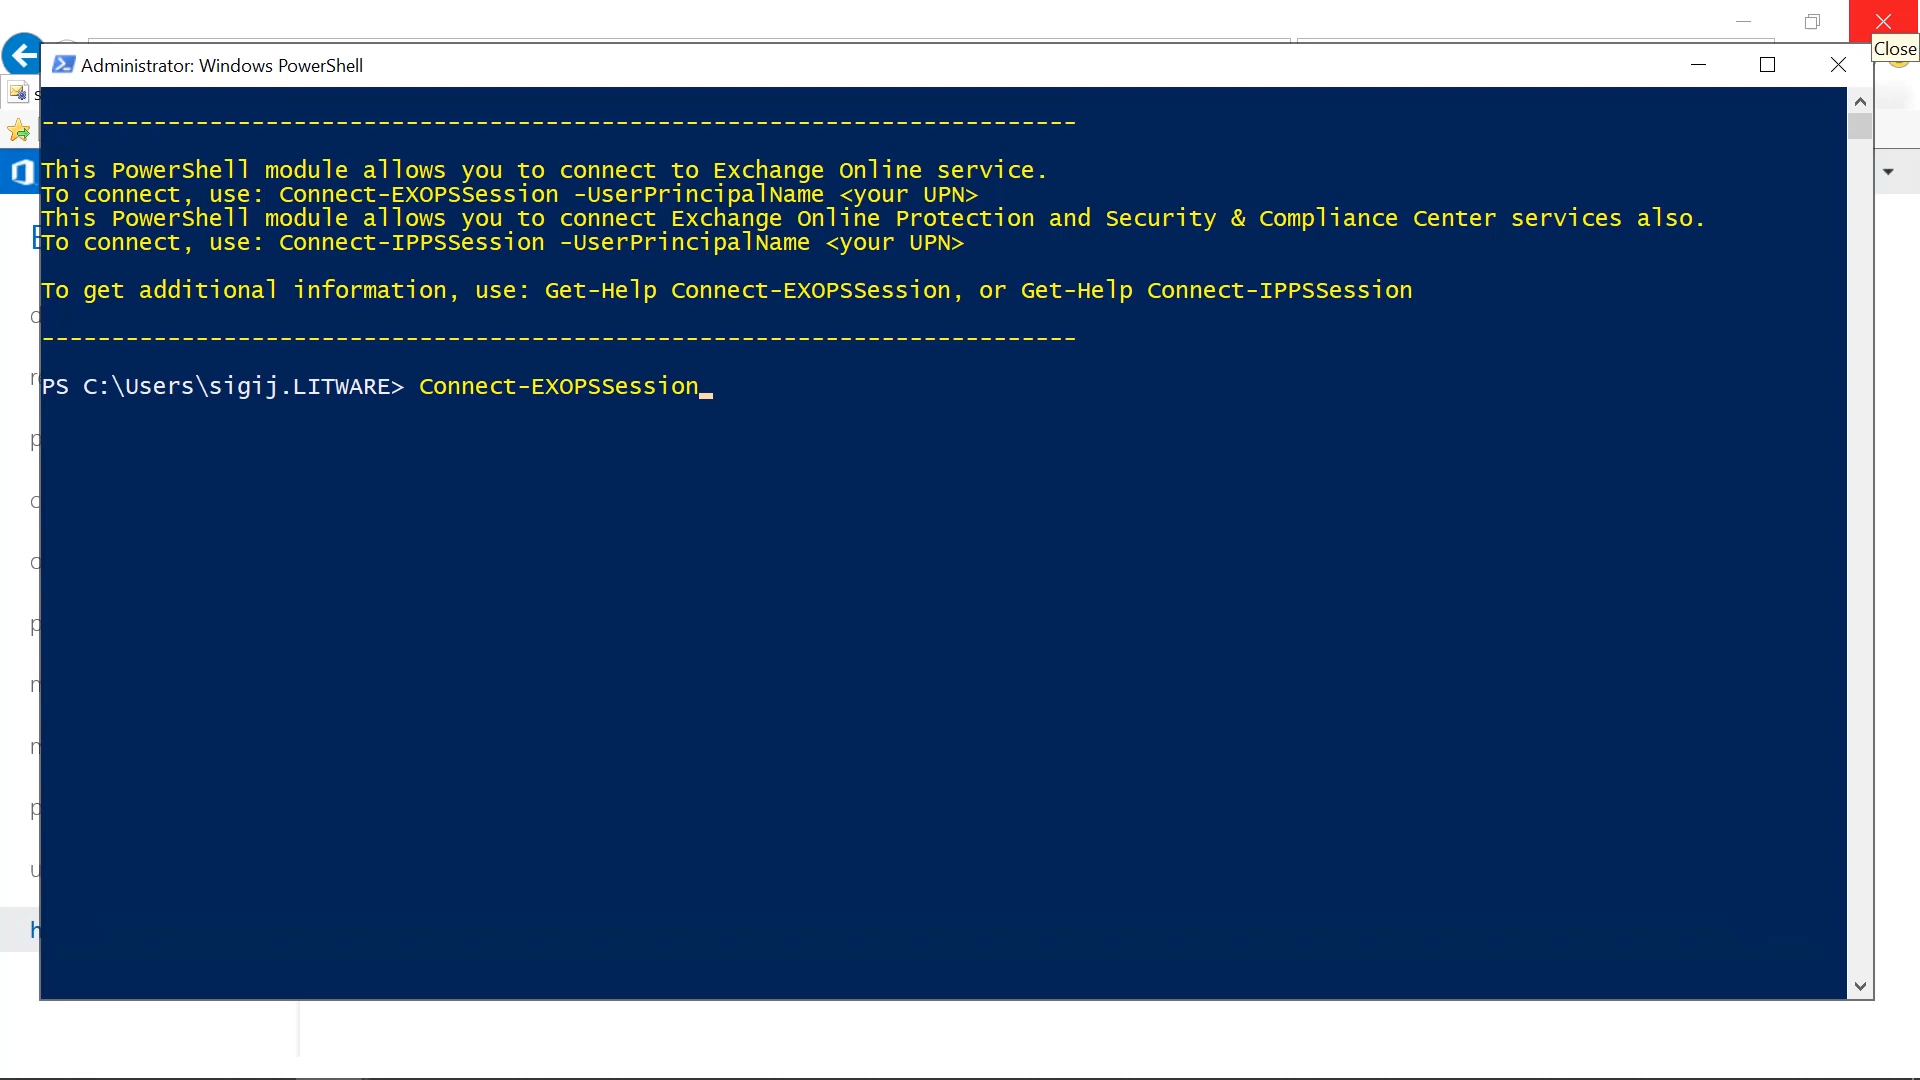 Close
Administrator: Windows PowerShell
--------------------------------------------------------------------------
This PowerShell module allows you to connect to Exchange Online service.
To connect, use: Connect-EXOPSSession -UserPrincipalName <your UPN>
This PowerShell module allows you to connect Exchange Online Protection and Security & Compliance Center services also.
To connect, use: Connect-IPPSSession -UserPrincipalName <your UPN>
To get additional information, use: Get-Help Connect-EXOPSSession, or Get-Help Connect-IPPSSession
--------------------------------------------------------------------------
PS C:\Users\sigij.LITWARE> Connect-EXOPSSession_